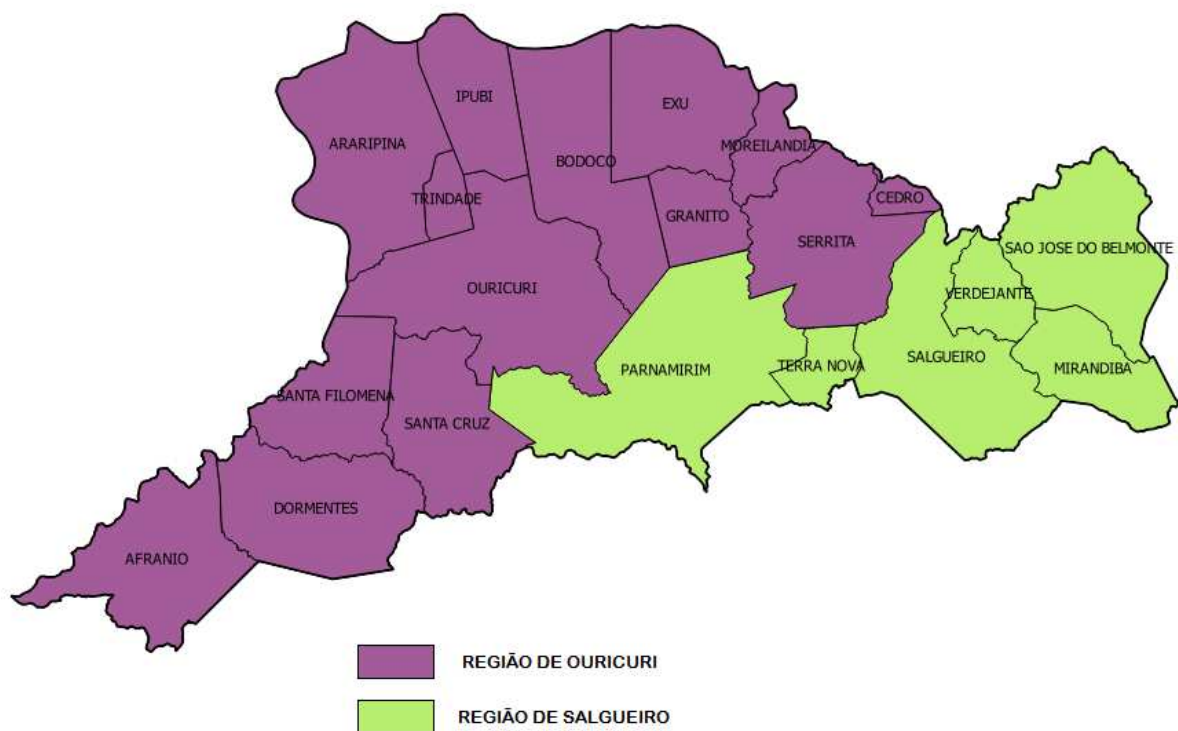 IPUBI
EXU
ARARIPINA
MOREILANDIA
BODOCO
TRINDADE
CEDRO
GRANITO
SERRITA
SAO JOSE DO BELMONTE
OURICURI
VERDEJANTE
SALGUEIRO
PARNAMIRIM
TERRA NOVA
MIRANDIBA
SANTA FILOMENA
SANTA CRUZ
DORMENTES
AFRANIO
REGIÃO DE OURICURI
REGIÃO DE SALGUEIRO